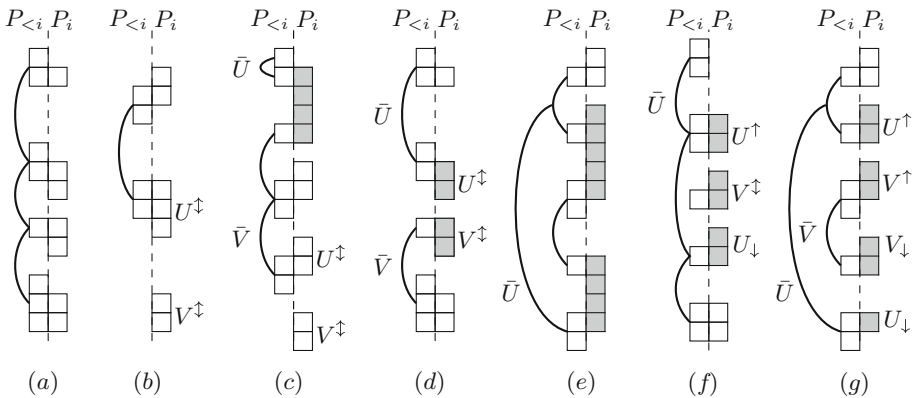 P<i Pi P<i Pi P<i Pi P<i Pi P<i Pi P<i Pi P<i Pi
Ū Ū Ū
U↑ U↑
U↕ U↕ V↕ V↑
V̄ U↕ V̄ V↕ U↓ V̄ V↓
Ū Ū
V↕ V↕ U↓
(a) (b) (c) (d) (e) (f) (g)